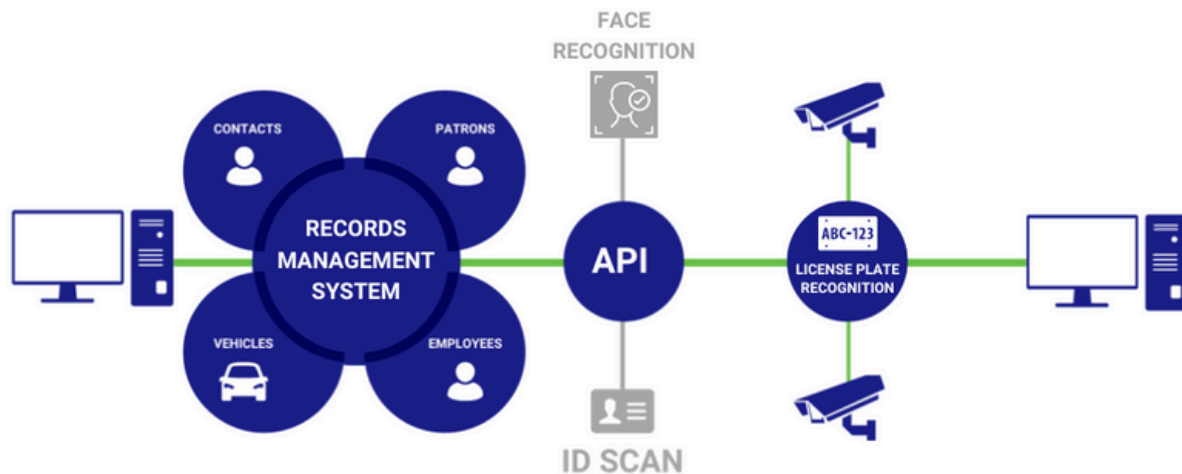 FACE
RECOGNITION
CONTACTS
PATRONS
RECORDS
MANAGEMENT
SYSTEM
API
ABC-123
LICENSE PLATE
RECOGNITION
VEHICLES
EMPLOYEES
ID SCAN